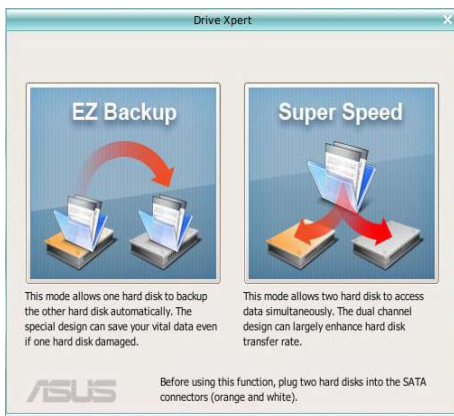 Drive Xpert
EZ Backup
Super Speed
This mode allows one hard disk to backup
the other hard disk automatically. The
special design can save your vital data even
if one hard disk damaged.
This mode allows two hard disk to access
data simultaneously. The dual channel
design can largely enhance hard disk
transfer rate.
ASUS
Before using this function, plug two hard disks into the SATA
connectors (orange and white).